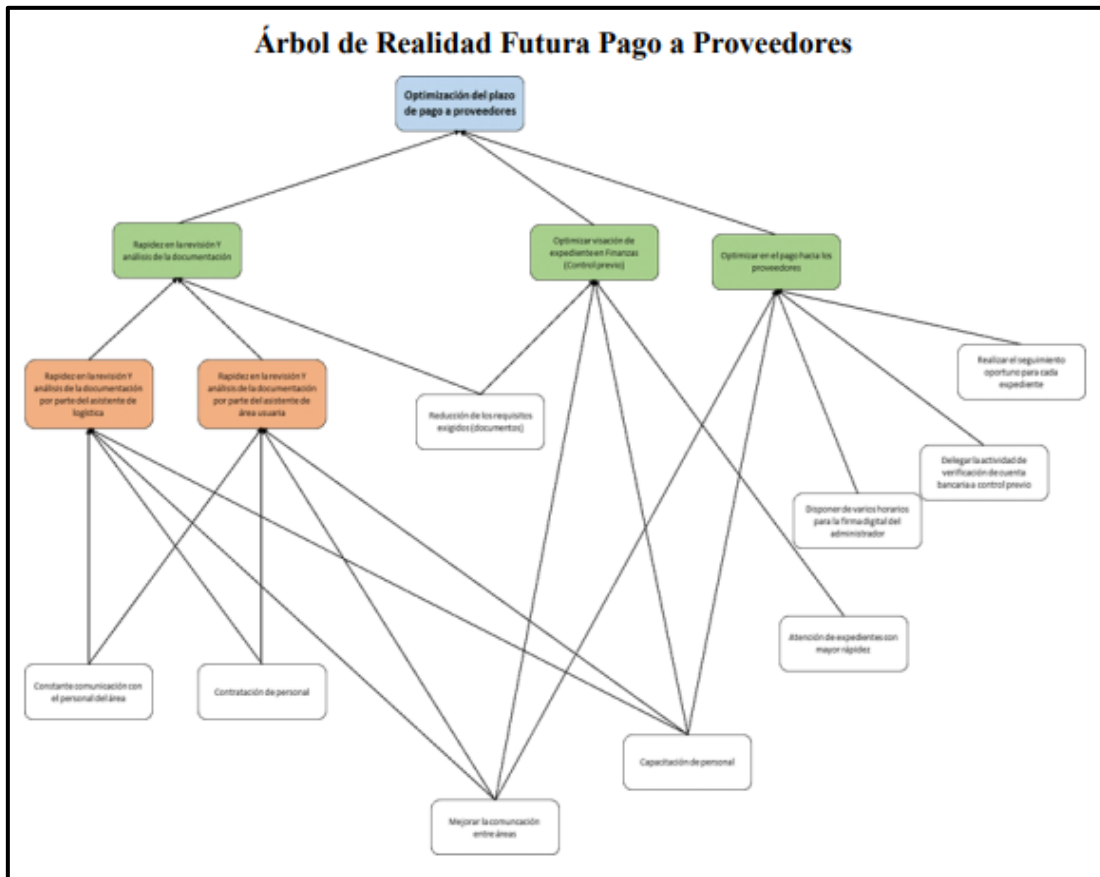 Árbol de Realidad Futura Pago a Proveedores
Optimización del plazo
de pago a proveedores
Rapidez en la revisión Y
análisis de la documentación
Optimizar visación de
expediente en Finanzas
(Control previo)
Optimizar en el pago hacia los
proveedores
Rapidez en la revisión Y
análisis de la documentación
por parte del asistente de
logística
Rapidez en la revisión Y
análisis de la documentación
por parte del asistente de
área usuaria
Reducción de los requisitos
exigidos (documentos)
Realizar el seguimiento
oportuno para cada
expediente
Delegar la actividad de
verificación de cuenta
bancaria a control previo
Disponer de varios horarios
para la firma digital del
administrador
Atención de expedientes con
mayor rápidez
Constante comunicación con
el personal del área
Contratación de personal
Capacitación de personal
Mejorar la comunicación
entre áreas